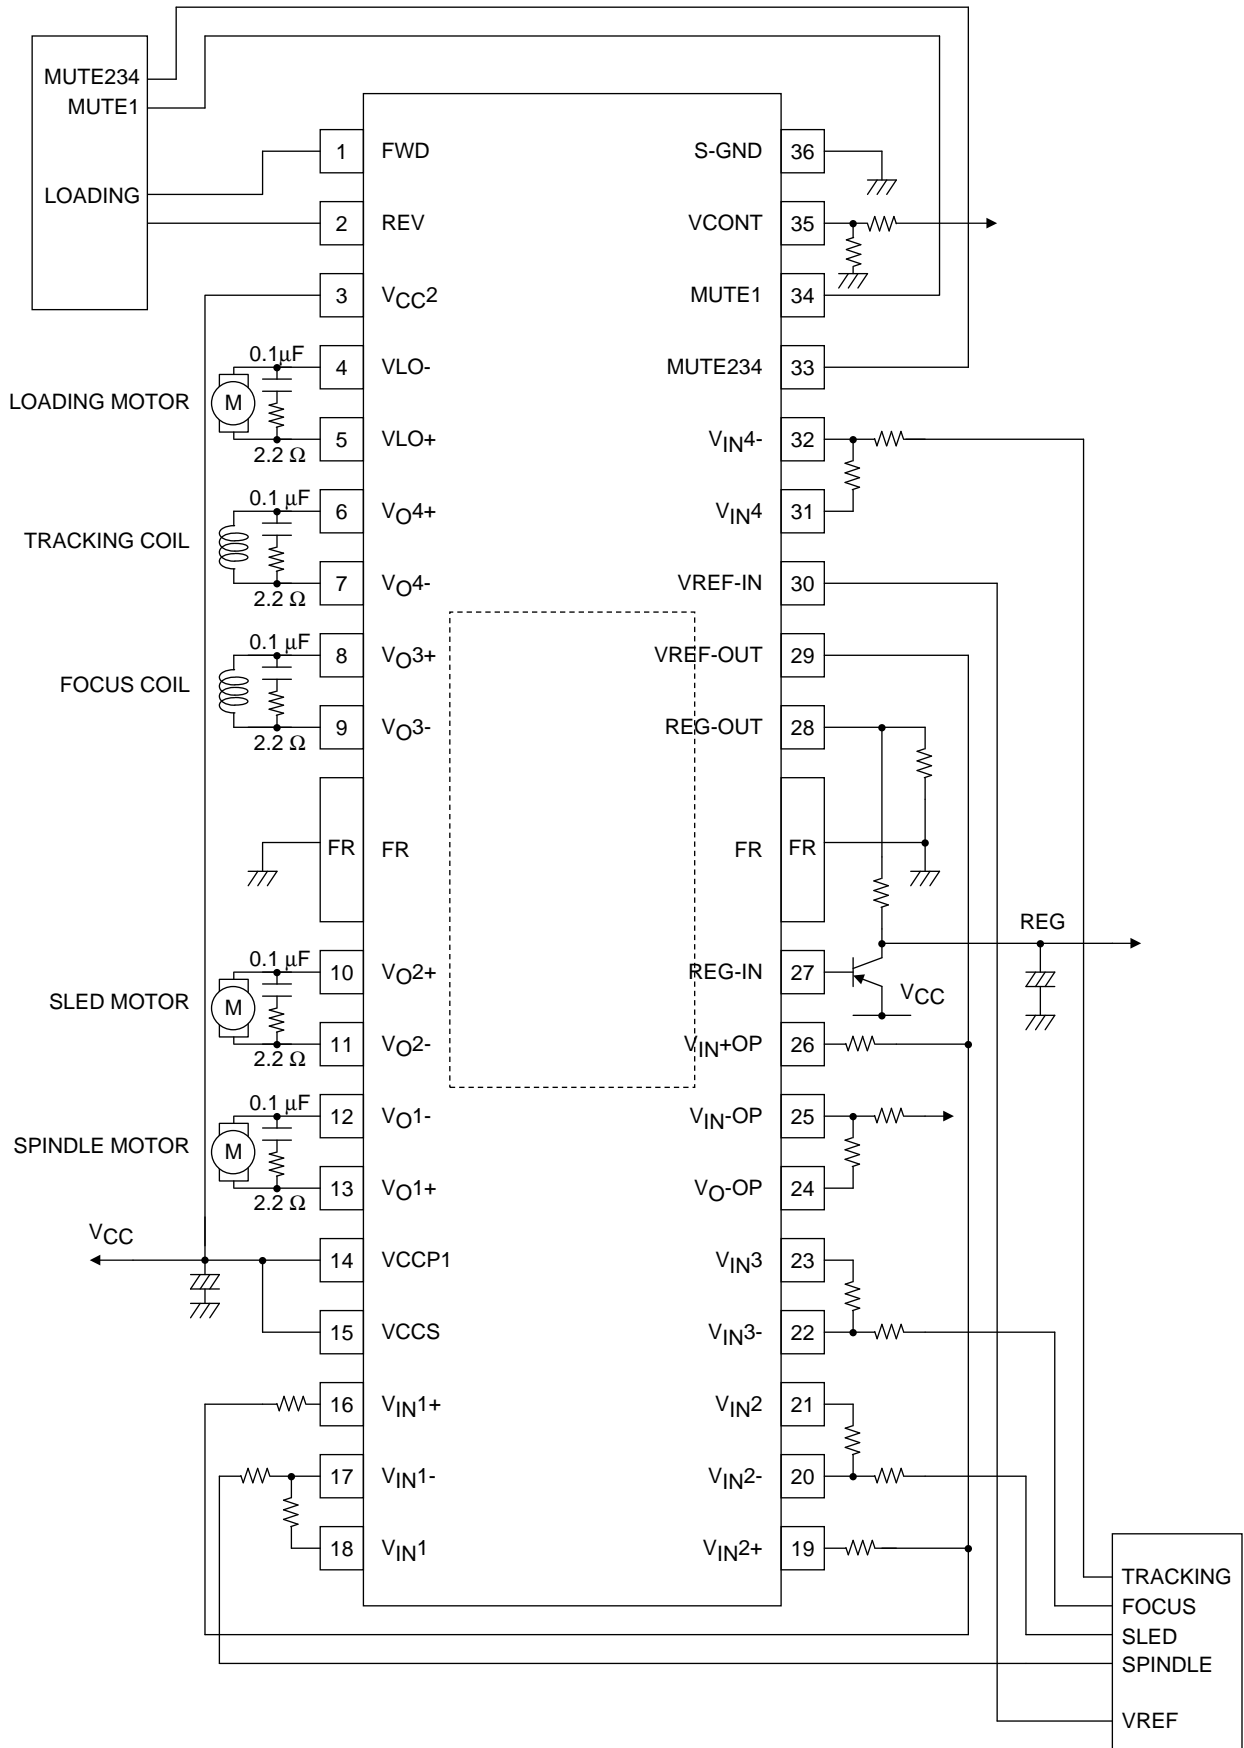 MUTE234
MUTE1
LOADING
1 FWD
S-GND 36
2 REV
VCONT 35
3 VCC2
MUTE1 34
0.1µF
4 VLO-
MUTE234 33
LOADING MOTOR
M
5 VLO+
VIN4- 32
2.2 Ω
0.1 µF
6 VO4+
VIN4 31
TRACKING COIL
7 VO4-
VREF-IN 30
2.2 Ω
0.1 µF
8 VO3+
VREF-OUT 29
FOCUS COIL
9 VO3-
REG-OUT 28
2.2 Ω
FR FR
FR FR
REG
0.1 µF
10 VO2+
REG-IN 27
VCC
SLED MOTOR
M
11 VO2-
VIN+OP 26
2.2 Ω
0.1 µF
12 VO1-
VIN-OP 25
SPINDLE MOTOR
M
13 VO1+
VO-OP 24
2.2 Ω
VCC
14 VCCP1
VIN3 23
15 VCCS
VIN3- 22
16 VIN1+
VIN2 21
17 VIN1-
VIN2- 20
18 VIN1
VIN2+ 19
TRACKING
FOCUS
SLED
SPINDLE
VREF